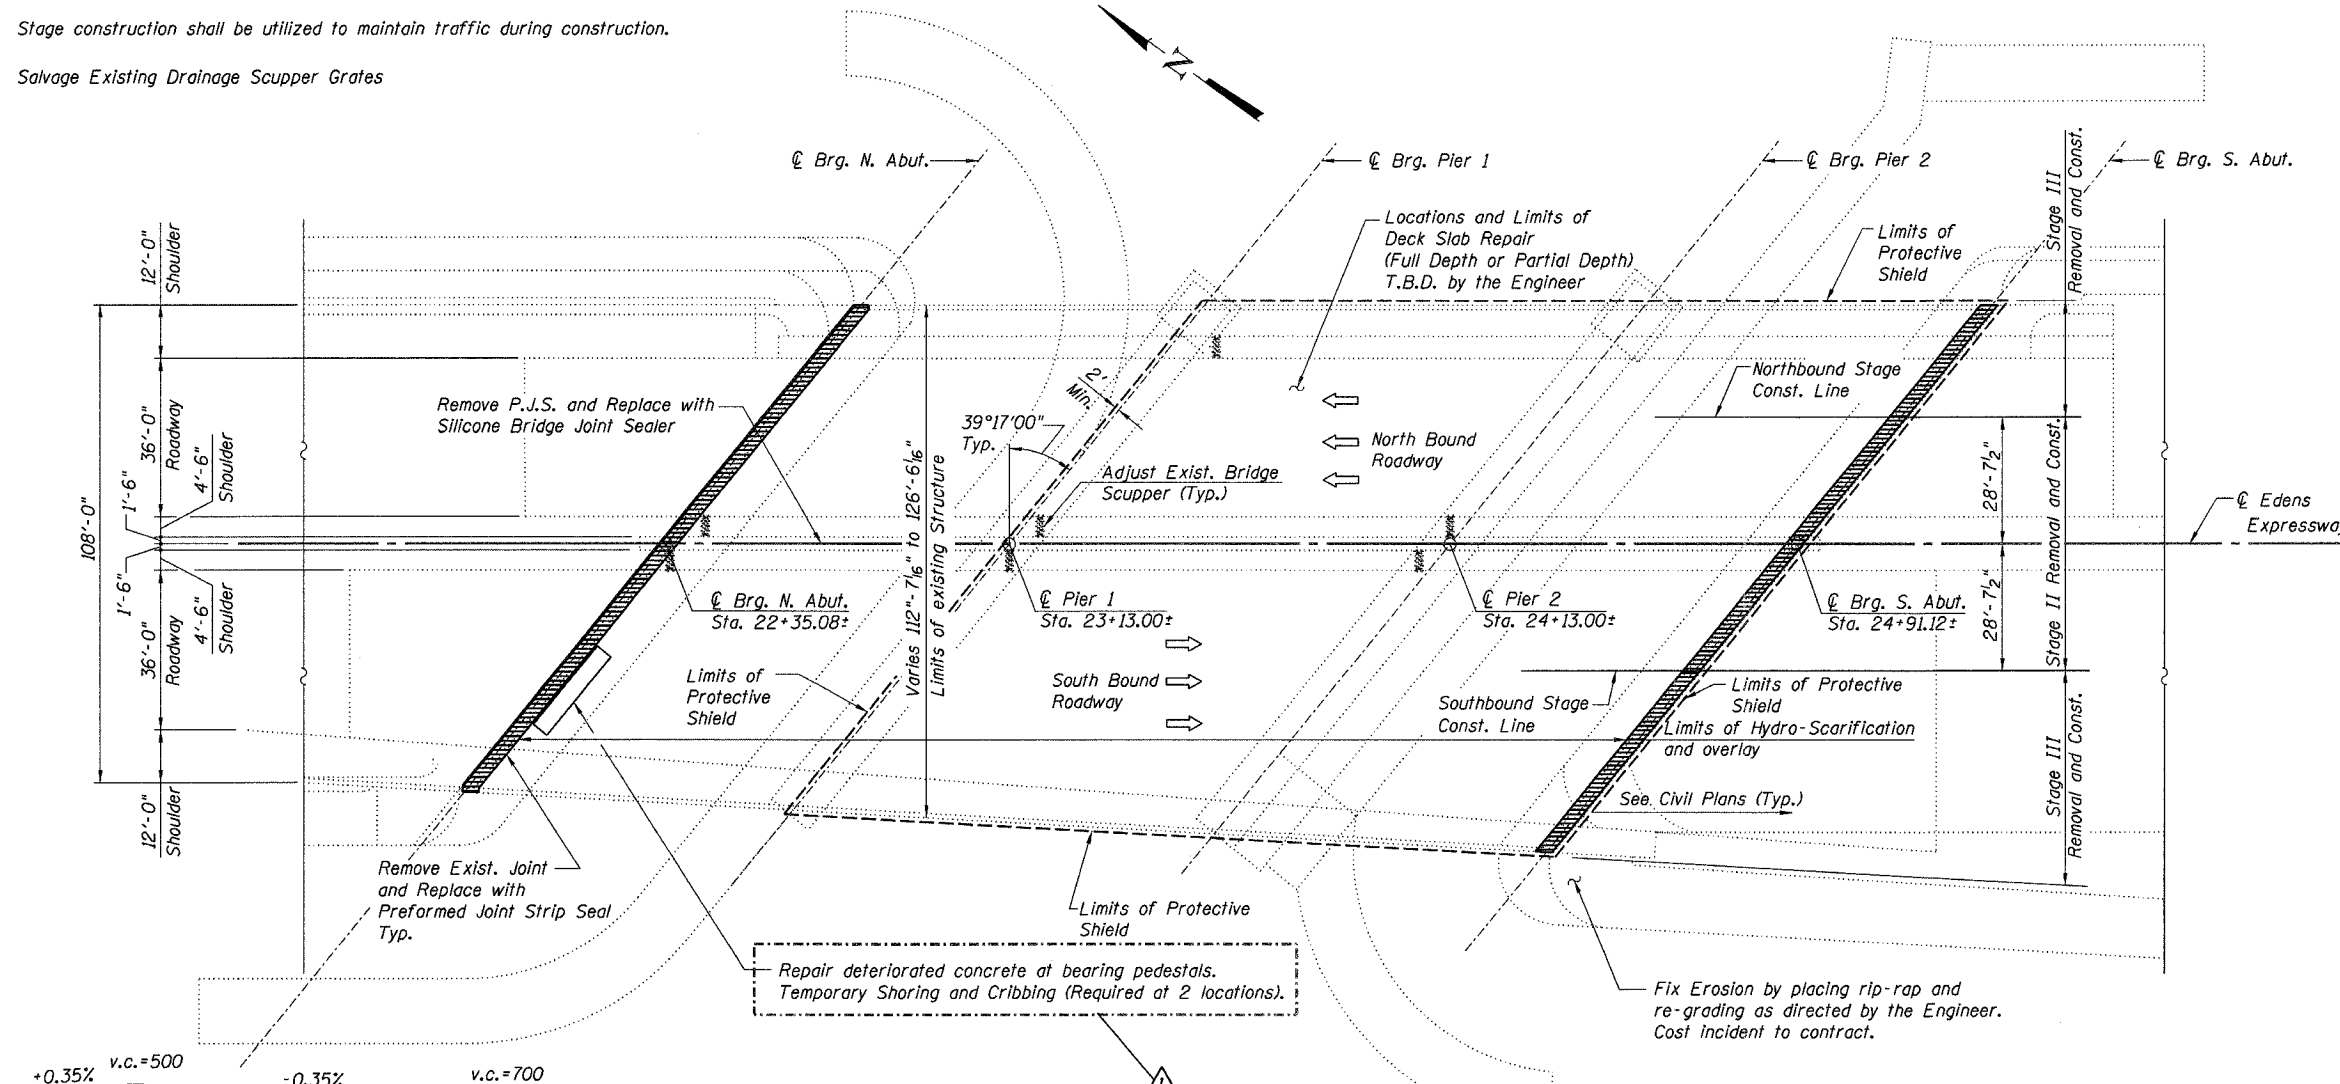 Stage construction shall be utilized to maintain traffic during construction.
Salvage Existing Drainage Scupper Grates
N
℄ Brg. N. Abut.
℄ Brg. Pier 1
℄ Brg. Pier 2
℄ Brg. S. Abut.
Stage III
Removal and Const.
Locations and Limits of
Deck Slab Repair
(Full Depth or Partial Depth)
T.B.D. by the Engineer
Limits of
Protective
Shield
12'-0"
Shoulder
36'-0"
Roadway
4'-6"
Shoulder
1'-6"
108'-0"
1'-6"
4'-6"
Shoulder
36'-0"
Roadway
12'-0"
Shoulder
Remove P.J.S. and Replace with
Silicone Bridge Joint Sealer
2'
Min.
39°17'00"
Typ.
Adjust Exist. Bridge
Scupper (Typ.)
North Bound
Roadway
Northbound Stage
Const. Line
28'-7½"
28'-7½"
Stage II Removal and Const.
℄ Edens
Expressway
Varies 112"-7⅟16" to 126'-6⅟16"
Limits of existing Structure
℄ Brg. N. Abut.
Sta. 22+35.08±
℄ Pier 1
Sta. 23+13.00±
℄ Pier 2
Sta. 24+13.00±
℄ Brg. S. Abut.
Sta. 24+91.12±
Limits of
Protective
Shield
South Bound
Roadway
Southbound Stage
Const. Line
Limits of Protective
Shield
Limits of Hydro-Scarification
and overlay
See Civil Plans (Typ.)
Stage III
Removal and Const.
Remove Exist. Joint
and Replace with
Preformed Joint Strip Seal
Typ.
Limits of Protective
Shield
Repair deteriorated concrete at bearing pedestals.
Temporary Shoring and Cribbing (Required at 2 locations).
Fix Erosion by placing rip-rap and
re-grading as directed by the Engineer.
Cost incident to contract.
1
+0.35%
v.c.=500
-0.35%
v.c.=700